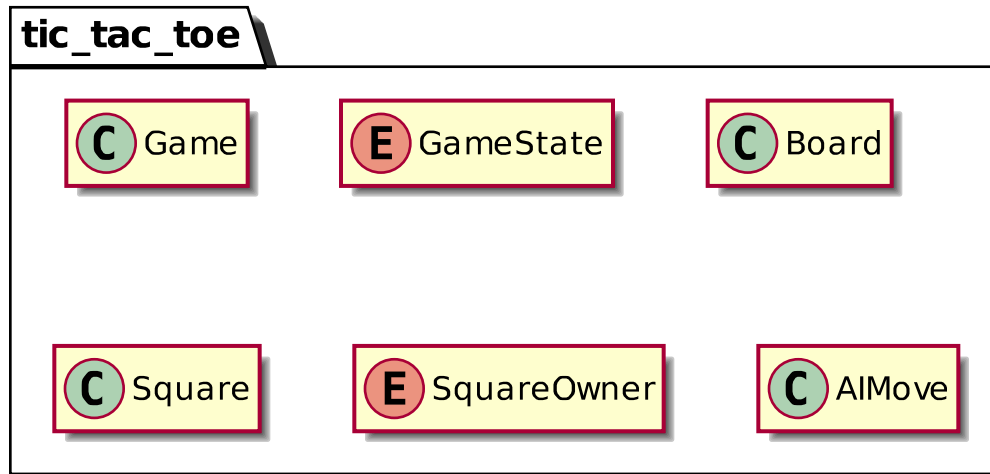 tic_tac_toe
C Game
E GameState
C Board
C Square
E SquareOwner
C AIMove